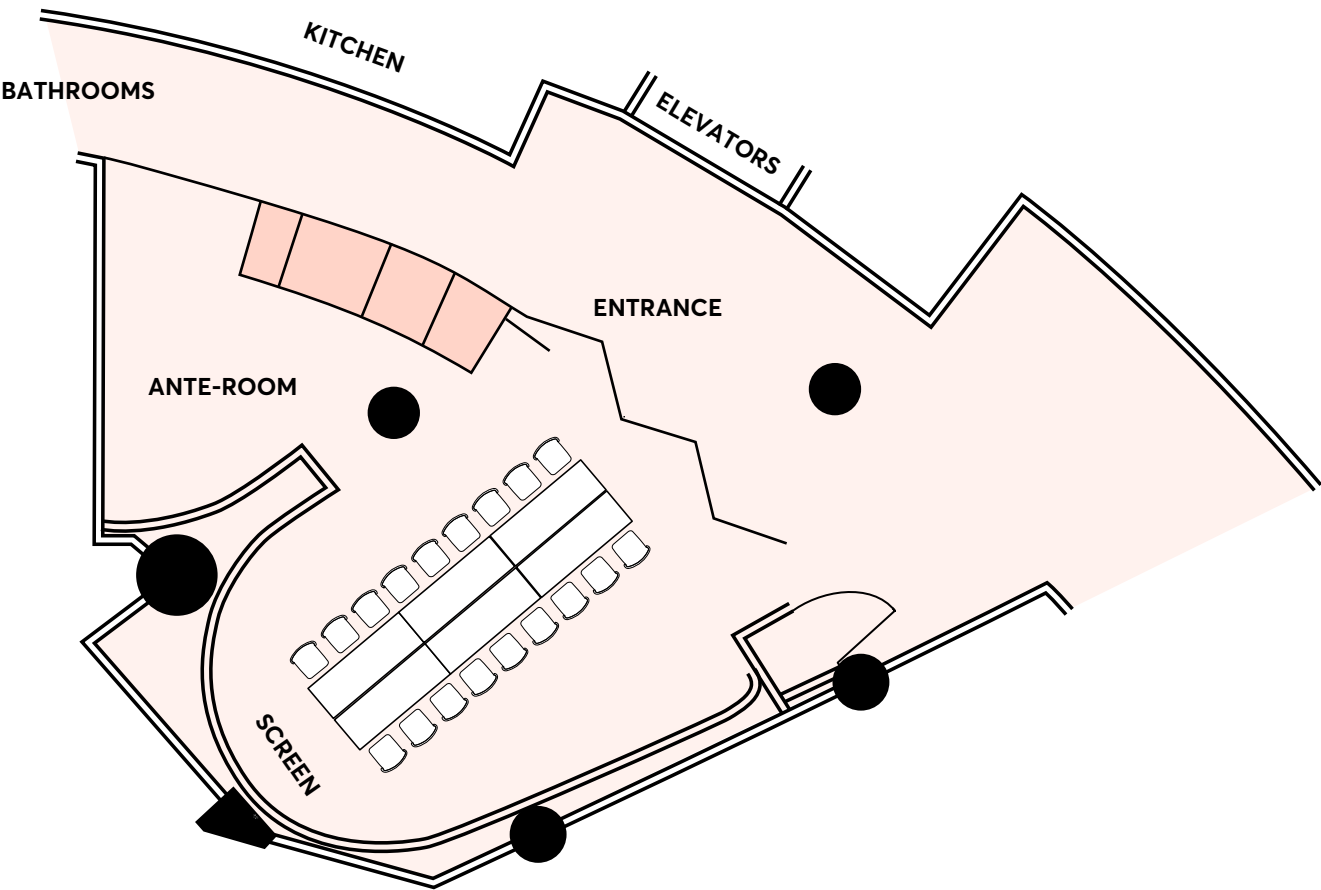 KITCHEN
BATHROOMS
ELEVATORS
ENTRANCE
ANTE-ROOM
SCREEN